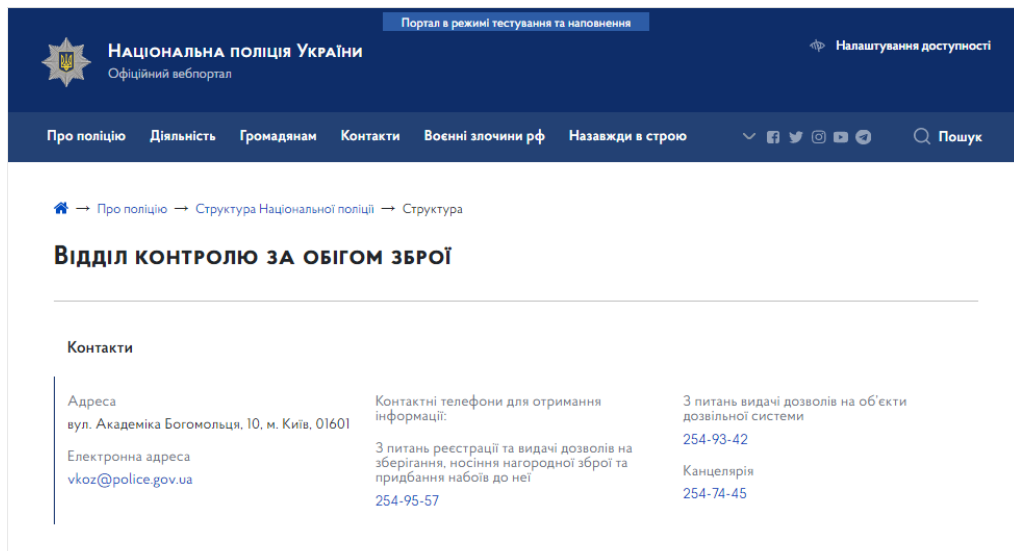 Портал в режимі тестування та наповнення
Національна поліція України
Офіційний вебпортал
Налаштування доступності
Про поліцію Діяльність Громадянам Контакти Воєнні злочини рф Назавжди в строю Пошук
→ Про поліцію → Структура Національної поліції → Структура
Відділ контролю за обігом зброї
Контакти
Адреса
вул. Академіка Богомольця, 10, м. Київ, 01601
Електронна адреса
vkoz@police.gov.ua
Контактні телефони для отримання
інформації:
З питань реєстрації та видачі дозволів на
зберігання, носіння нагородної зброї та
придбання набоїв до неї
254-95-57
З питань видачі дозволів на об’єкти
дозвільної системи
254-93-42
Канцелярія
254-74-45